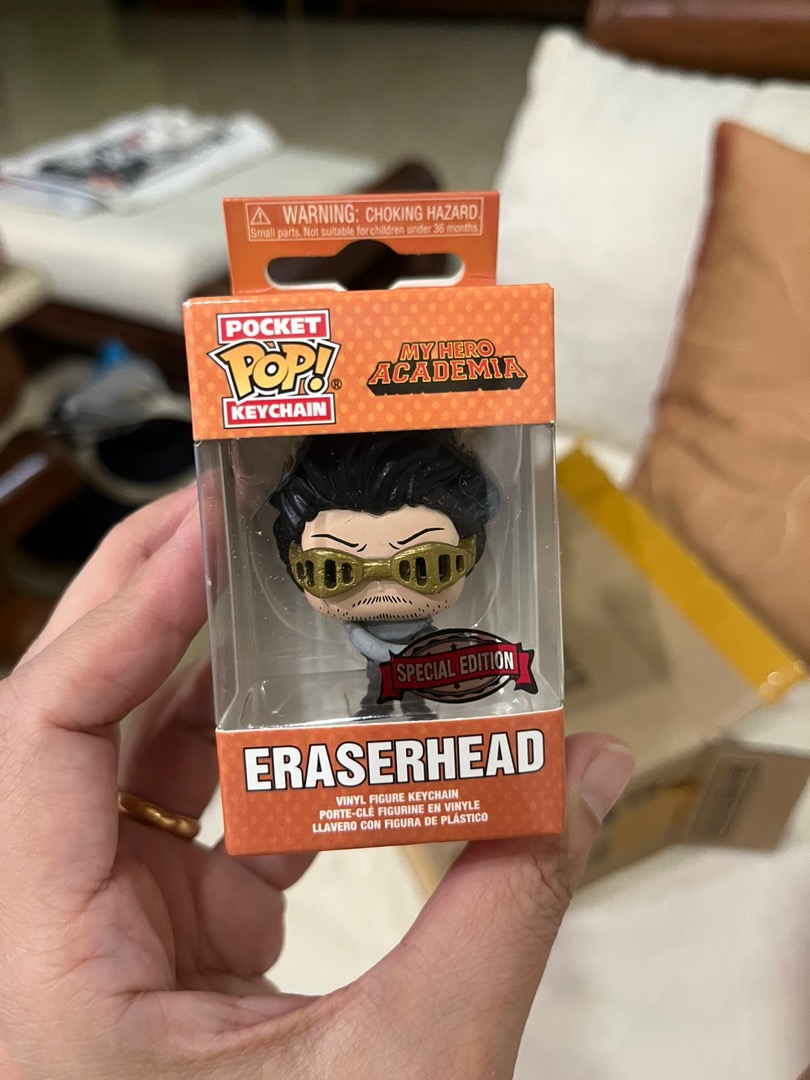 WARNING: CHOKING HAZARD.
Small parts. Not suitable for children under 36 months.
POCKET
POP!®
KEYCHAIN
MY HERO
ACADEMIA
SPECIAL EDITION
ERASERHEAD
VINYL FIGURE KEYCHAIN
PORTE-CLÉ FIGURINE EN VINYLE
LLAVERO CON FIGURA DE PLÁSTICO